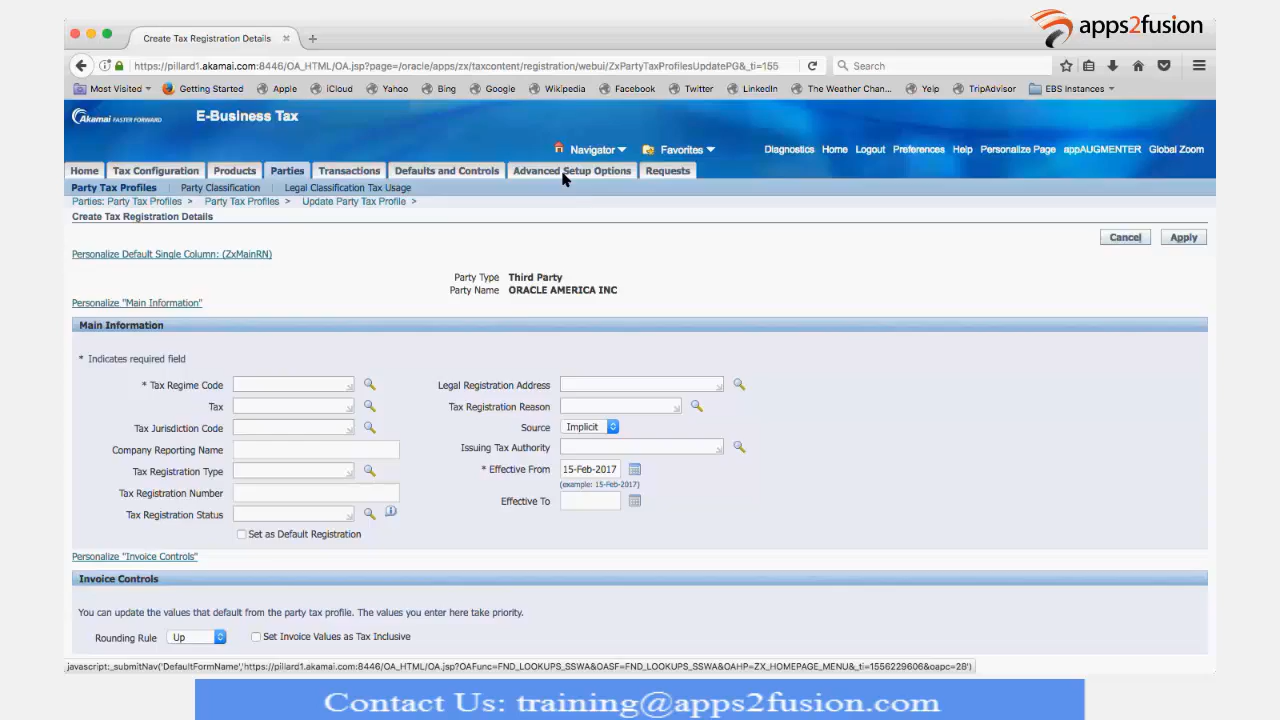 apps2fusion
Create Tax Registration Details
https://pillard1.akamai.com:8446/OA_HTML/OA.jsp?page=/oracle/apps/zx/taxcontent/registration/webui/ZxPartyTaxProfilesUpdatePG&_ti=155
Search
Most Visited Getting Started Apple iCloud Yahoo Bing Google Wikipedia Facebook Twitter LinkedIn The Weather Chan... Yelp TripAdvisor EBS Instances
Akamai FASTER FORWARD E-Business Tax
Navigator Favorites Diagnostics Home Logout Preferences Help Personalize Page appAUGMENTER Global Zoom
Home Tax Configuration Products Parties Transactions Defaults and Controls Advanced Setup Options Requests
Party Tax Profiles Party Classification Legal Classification Tax Usage
Parties: Party Tax Profiles > Party Tax Profiles > Update Party Tax Profile >
Create Tax Registration Details
Cancel Apply
Personalize Default Single Column: (ZxMainRN)
Party Type Third Party
Party Name ORACLE AMERICA INC
Personalize "Main Information"
Main Information
* Indicates required field
* Tax Regime Code Legal Registration Address
Tax Tax Registration Reason
Tax Jurisdiction Code Source Implicit
Company Reporting Name Issuing Tax Authority
Tax Registration Type * Effective From 15-Feb-2017
(example: 15-Feb-2017)
Tax Registration Number Effective To
Tax Registration Status
Set as Default Registration
Personalize "Invoice Controls"
Invoice Controls
You can update the values that default from the party tax profile. The values you enter here take priority.
Rounding Rule Up Set Invoice Values as Tax Inclusive
javascript:_submitNav('DefaultFormName','https://pillard1.akamai.com:8446/OA_HTML/OA.jsp?OAFunc=FND_LOOKUPS_SSWA&OASF=FND_LOOKUPS_SSWA&OAHP=ZX_HOMEPAGE_MENU&_ti=1556229606&oapc=28')
Contact Us: training@apps2fusion.com